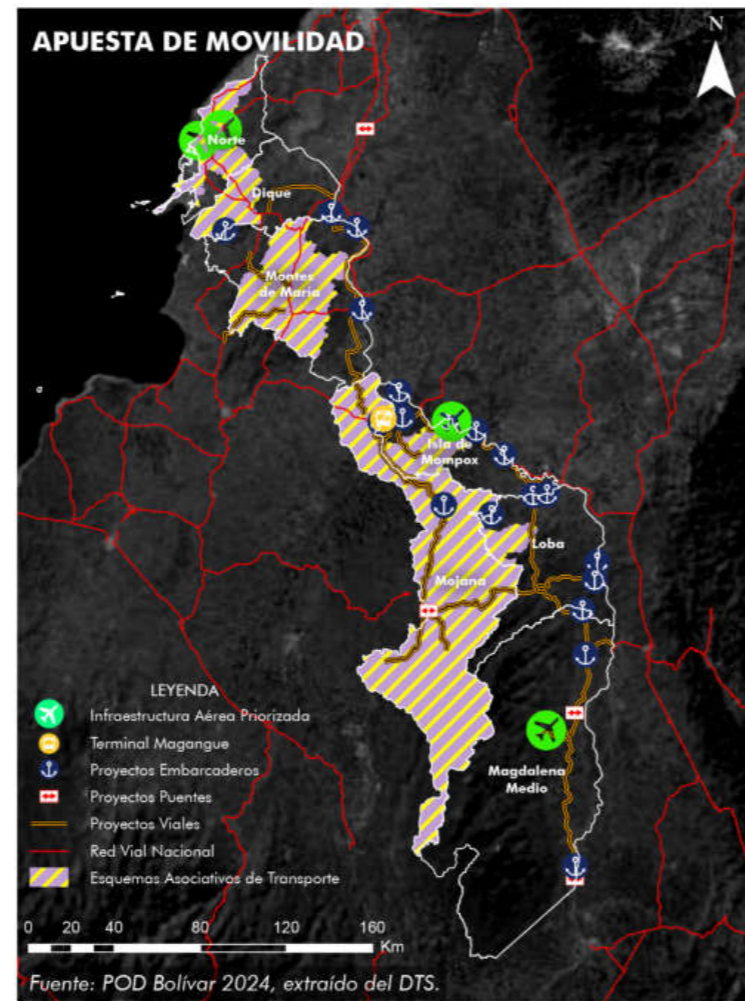 APUESTA DE MOVILIDAD
N
Norte
Dique
Montes
de María
Isla de
Mompox
Loba
Mojana
Magdalena
Medio
LEYENDA
Infraestructura Aérea Priorizada
Terminal Magangue
Proyectos Embarcaderos
Proyectos Puentes
Proyectos Viales
Red Vial Nacional
Esquemas Asociativos de Transporte
0 20 40 80 120 160
Km
Fuente: POD Bolívar 2024, extraído del DTS.